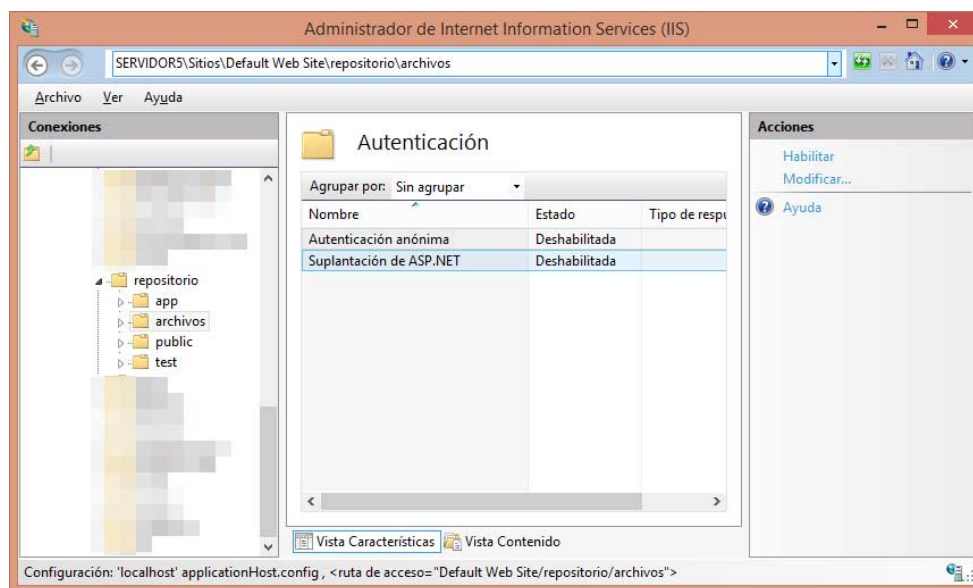 Administrador de Internet Information Services (IIS)
SERVIDOR5\Sitios\Default Web Site\repositorio\archivos
Archivo Ver Ayuda
Conexiones
repositorio
app
archivos
public
test
Autenticación
Agrupar por: Sin agrupar
Nombre Estado Tipo de respu
Autenticación anónima Deshabilitada
Suplantación de ASP.NET Deshabilitada
Vista Características Vista Contenido
Acciones
Habilitar
Modificar...
Ayuda
Configuración: 'localhost' applicationHost.config , <ruta de acceso="Default Web Site/repositorio/archivos">